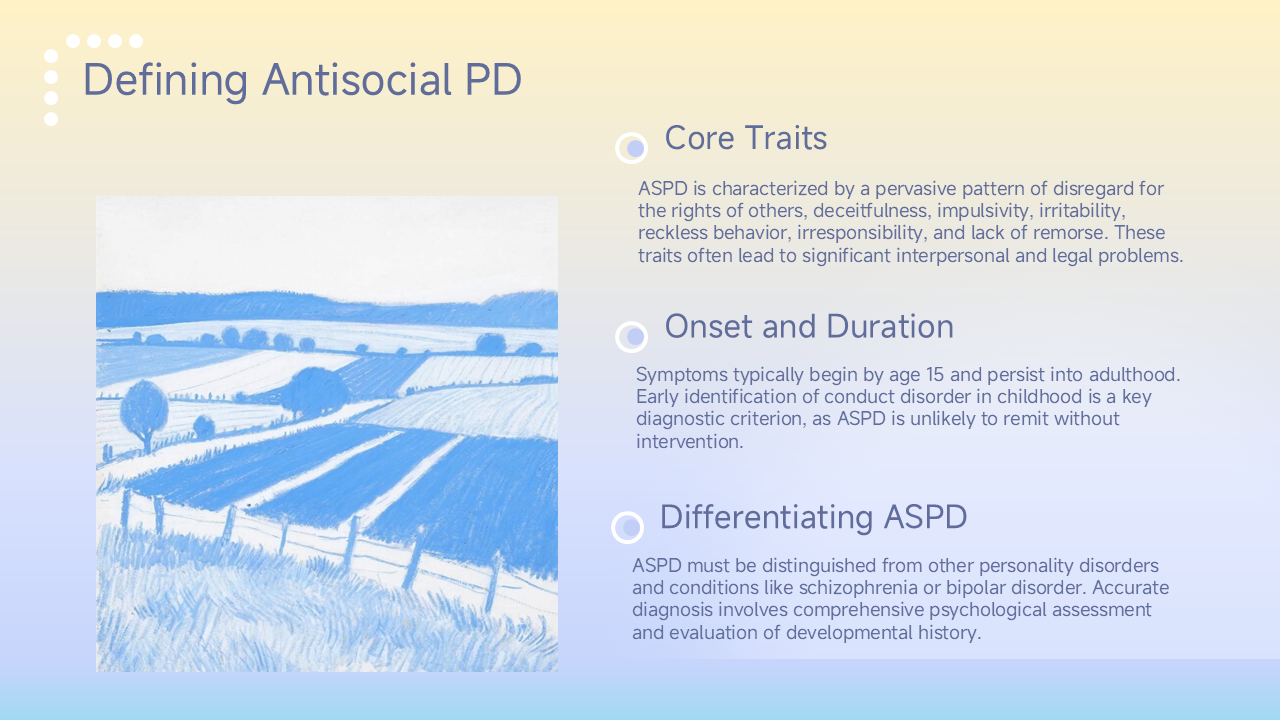 Defining Antisocial PD
Core Traits
ASPD is characterized by a pervasive pattern of disregard for
the rights of others, deceitfulness, impulsivity, irritability,
reckless behavior, irresponsibility, and lack of remorse. These
traits often lead to significant interpersonal and legal problems.
Onset and Duration
Symptoms typically begin by age 15 and persist into adulthood.
Early identification of conduct disorder in childhood is a key
diagnostic criterion, as ASPD is unlikely to remit without
intervention.
Differentiating ASPD
ASPD must be distinguished from other personality disorders
and conditions like schizophrenia or bipolar disorder. Accurate
diagnosis involves comprehensive psychological assessment
and evaluation of developmental history.